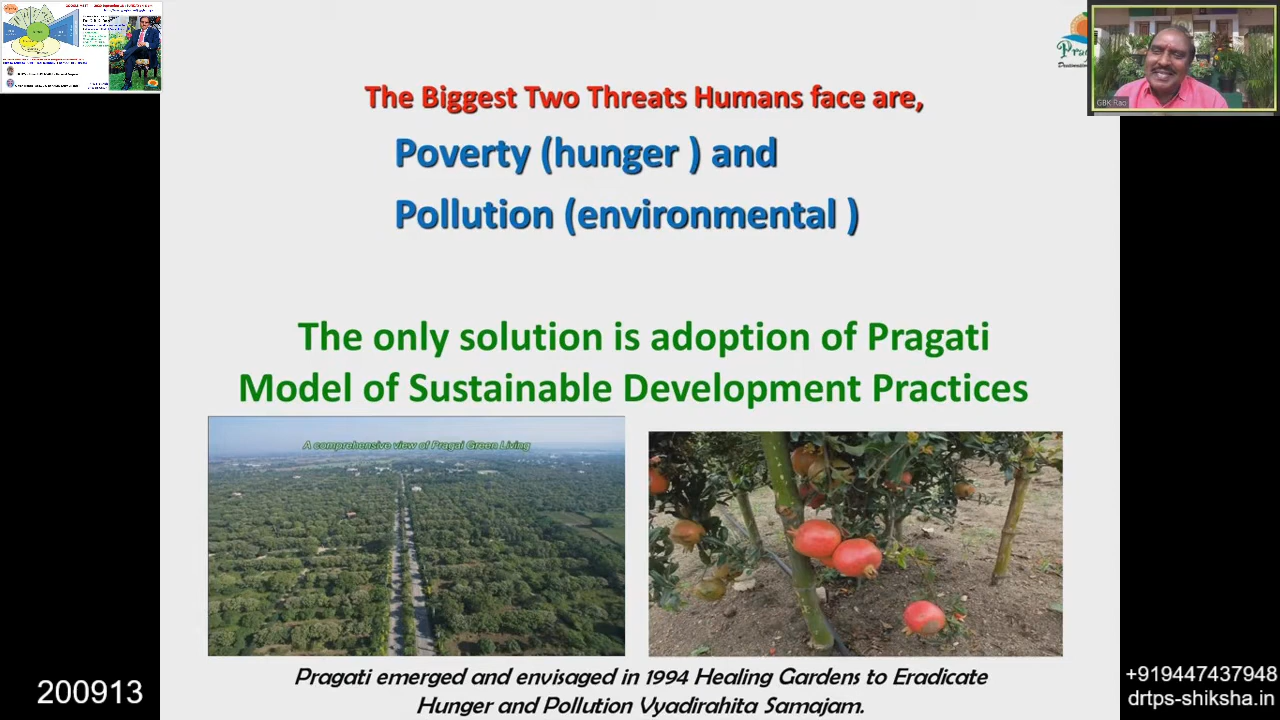 The Biggest Two Threats Humans face are,
Poverty (hunger ) and
Pollution (environmental )
The only solution is adoption of Pragati
Model of Sustainable Development Practices
A comprehensive view of Pragai Green Living
Pragati emerged and envisaged in 1994 Healing Gardens to Eradicate
Hunger and Pollution Vyadirahita Samajam.
GBK Rao
200913
+919447437948
drtps-shiksha.in